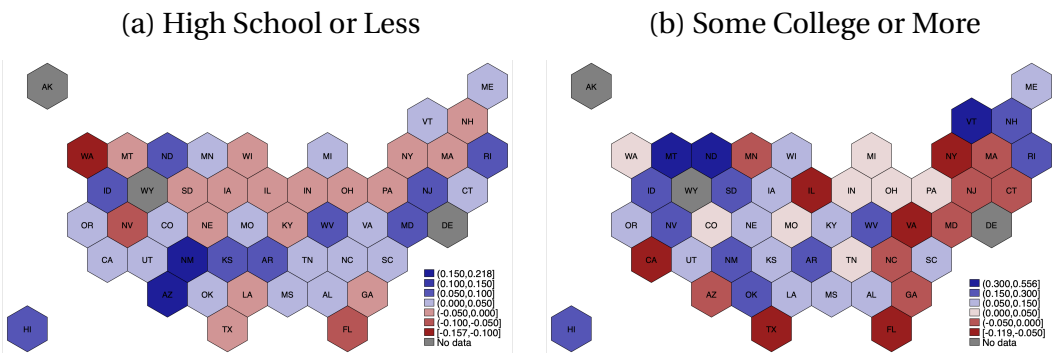 (a) High School or Less
AK
ME
VT NH
WA MT ND MN WI MI NY MA RI
ID WY SD IA IL IN OH PA NJ CT
OR NV CO NE MO KY WV VA MD DE
CA UT NM KS AR TN NC SC
AZ OK LA MS AL GA
HI TX FL
(0.150,0.218]
(0.100,0.150]
(0.050,0.100]
(0.000,0.050]
(-0.050,0.000]
(-0.100,-0.050]
[-0.157,-0.100]
No data
(b) Some College or More
AK
ME
VT NH
WA MT ND MN WI MI NY MA RI
ID WY SD IA IL IN OH PA NJ CT
OR NV CO NE MO KY WV VA MD DE
CA UT NM KS AR TN NC SC
AZ OK LA MS AL GA
HI TX FL
(0.300,0.556]
(0.150,0.300]
(0.050,0.150]
(0.000,0.050]
(-0.050,0.000]
[-0.119,-0.050]
No data